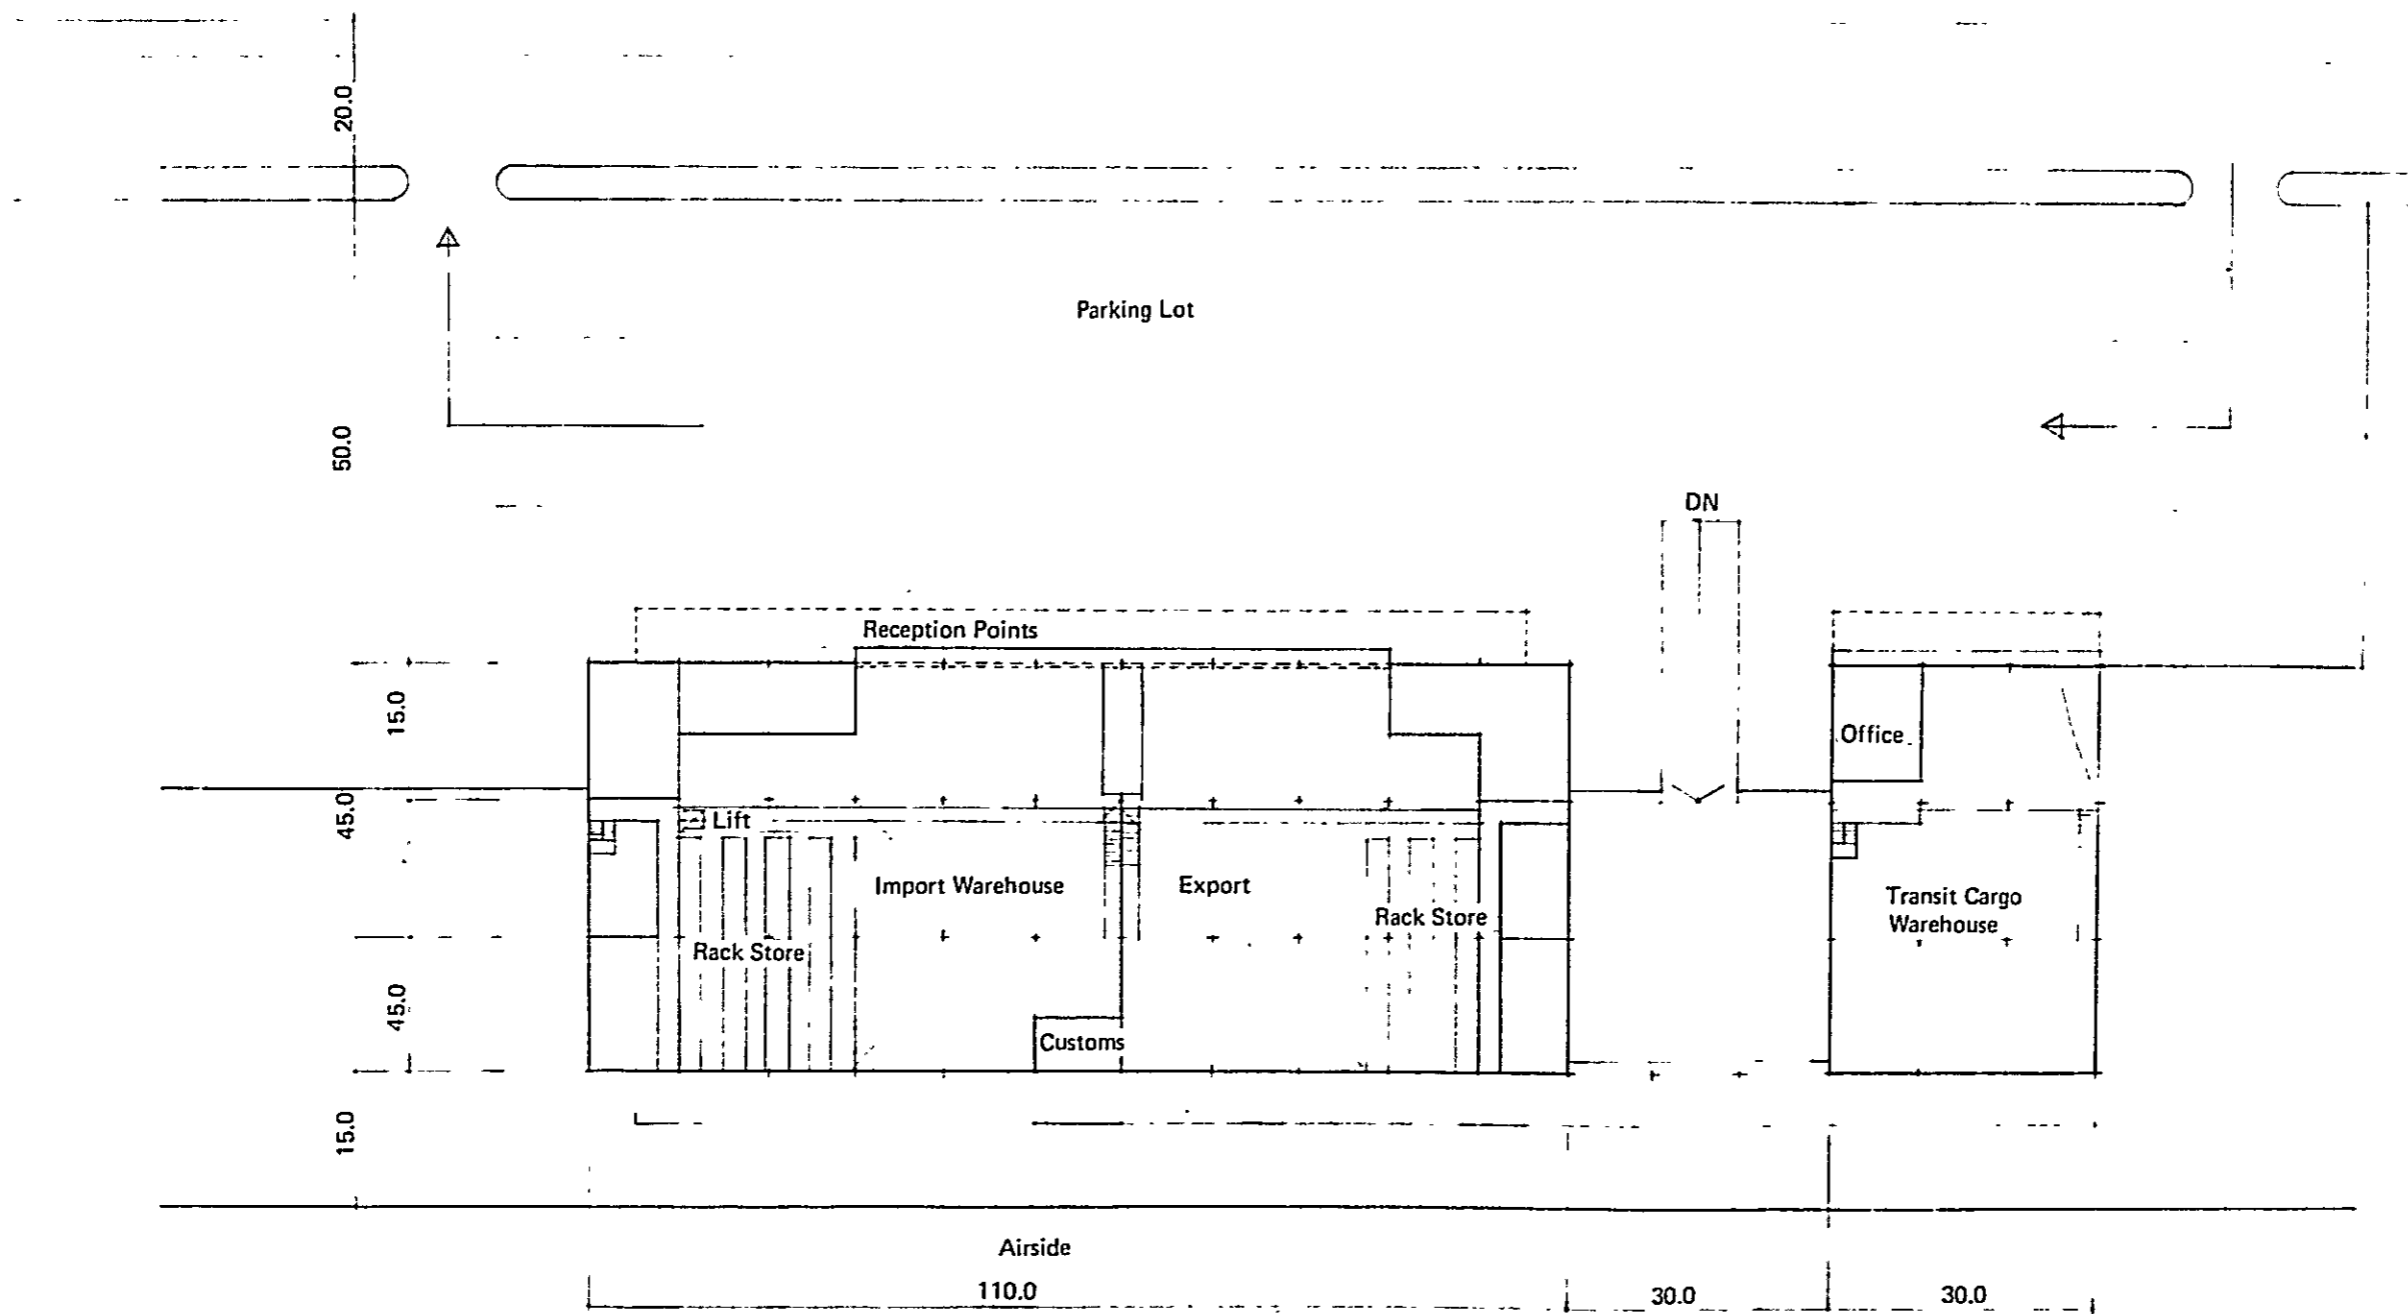 20.0
Parking Lot
50.0
DN
Reception Points
15.0
Office
45.0
Lift
Import Warehouse
Export
Transit Cargo
Warehouse
Rack Store
Rack Store
45.0
Customs
15.0
Airside
110.0
30.0
30.0